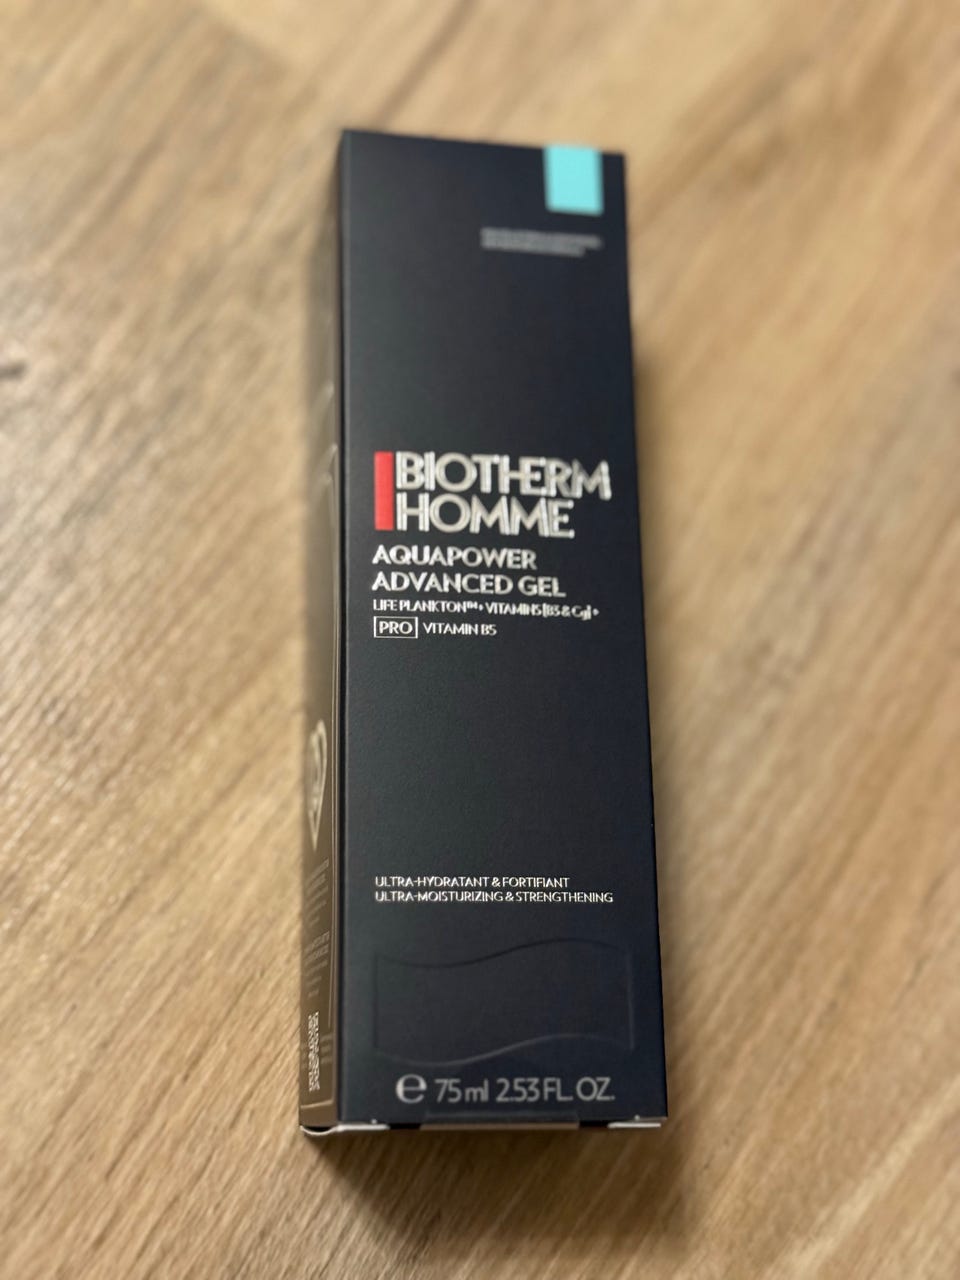 BIOTHERM
HOMME
AQUAPOWER
ADVANCED GEL
LIFE PLANKTON™ + VITAMINS [B3 & Cg] +
PRO VITAMIN B5
ULTRA-HYDRATANT & FORTIFIANT
ULTRA-MOISTURIZING & STRENGTHENING
e 75 ml 2.53 FL. OZ.